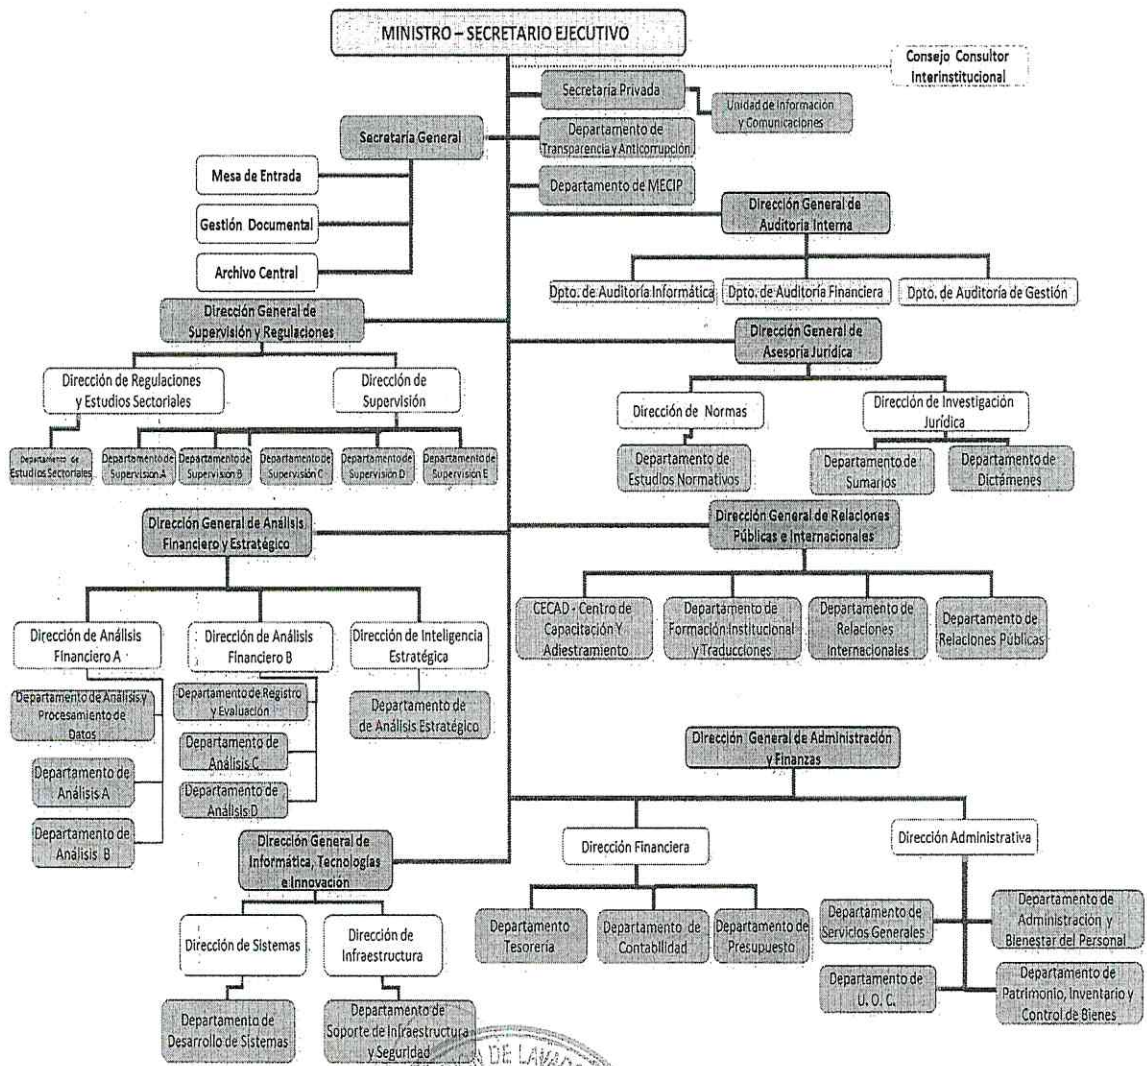 MINISTRO – SECRETARIO EJECUTIVO
Consejo Consultor
Interinstitucional
Secretaría Privada
Unidad de Información
y Comunicaciones
Secretaría General
Departamento de
Transparencia y Anticorrupción
Mesa de Entrada
Departamento de MECIP
Gestión Documental
Dirección General de
Auditoría Interna
Archivo Central
Dpto. de Auditoría Informática
Dpto. de Auditoría Financiera
Dpto. de Auditoría de Gestión
Dirección General de
Supervisión y Regulaciones
Dirección General de
Asesoría Jurídica
Dirección de Regulaciones
y Estudios Sectoriales
Dirección de
Supervisión
Dirección de Normas
Dirección de Investigación
Jurídica
Departamento de
Estudios Sectoriales
Departamento de
Supervisión A
Departamento de
Supervisión B
Departamento de
Supervisión C
Departamento de
Supervisión D
Departamento de
Supervisión E
Departamento de
Estudios Normativos
Departamento de
Sumarios
Departamento de
Dictámenes
Dirección General de Análisis
Financiero y Estratégico
Dirección General de Relaciones
Públicas e Internacionales
CECAD - Centro de
Capacitación Y
Adiestramiento
Departamento de
Formación Institucional
y Traducciones
Departamento de
Relaciones
Internacionales
Departamento de
Relaciones Públicas
Dirección de Análisis
Financiero A
Dirección de Análisis
Financiero B
Dirección de Inteligencia
Estratégica
Departamento de Análisis y
Procesamiento de
Datos
Departamento de Registro
y Evaluación
Departamento de
de Análisis Estratégico
Departamento de
Análisis A
Departamento de
Análisis C
Departamento de
Análisis B
Departamento de
Análisis D
Dirección General de Administración
y Finanzas
Dirección General de
Informática, Tecnologías
e Innovación
Dirección Financiera
Dirección Administrativa
Dirección de Sistemas
Dirección de
Infraestructura
Departamento
Tesorería
Departamento de
Contabilidad
Departamento de
Presupuesto
Departamento de
Servicios Generales
Departamento de
Administración y
Bienestar del Personal
Departamento de
U. O. C.
Departamento de
Patrimonio, Inventario y
Control de Bienes
Departamento de
Desarrollo de Sistemas
Departamento de
Soporte de Infraestructura
y Seguridad
DE